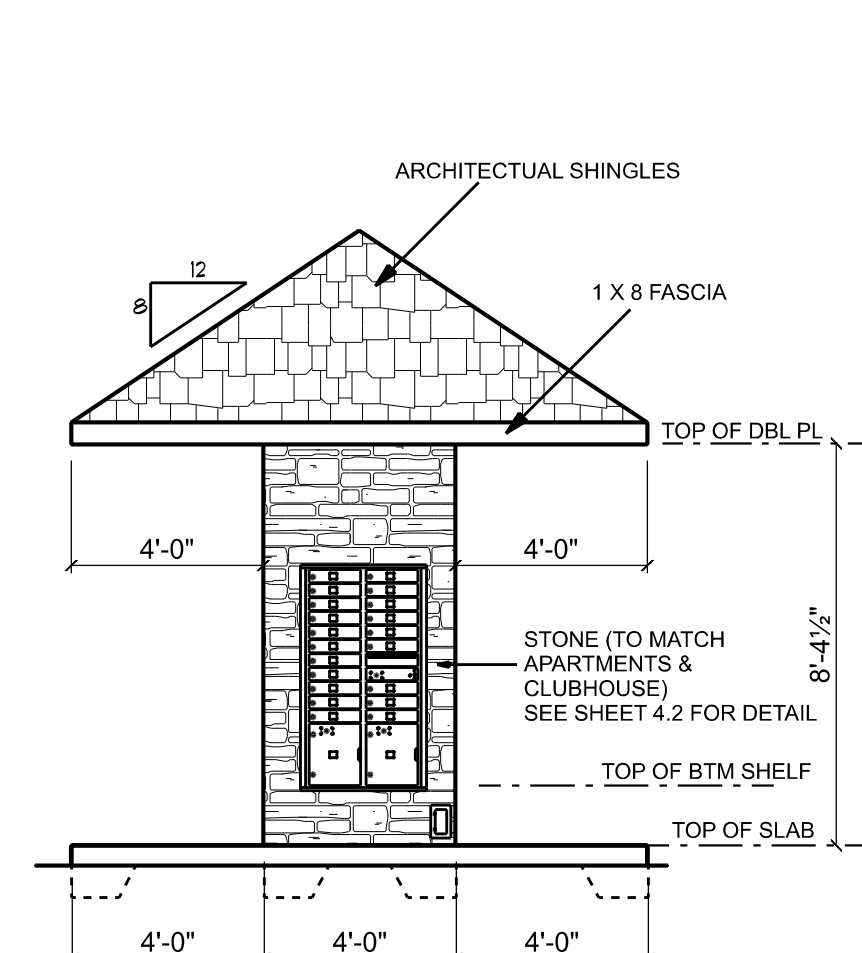 ARCHITECTUAL SHINGLES
12
8
1 X 8 FASCIA
TOP OF DBL PL
4'-0"
4'-0"
8'-4½"
STONE (TO MATCH
APARTMENTS &
CLUBHOUSE)
SEE SHEET 4.2 FOR DETAIL
TOP OF BTM SHELF
TOP OF SLAB
4'-0"
4'-0"
4'-0"